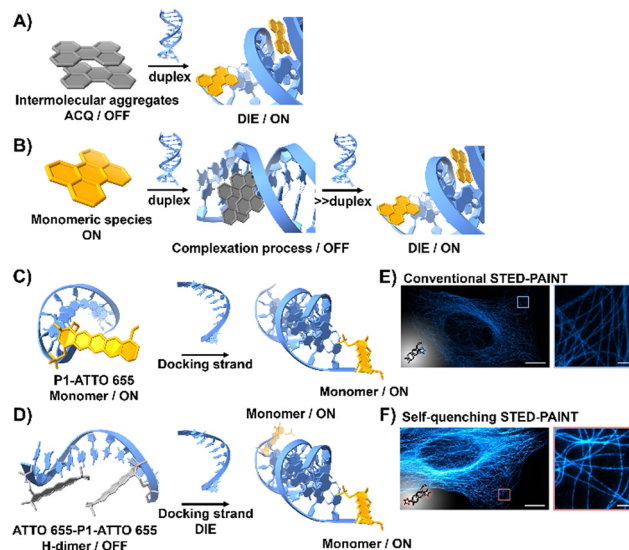 A)
duplex
Intermolecular aggregates
ACQ / OFF
DIE / ON
B)
duplex
>>duplex
Monomeric species
ON
Complexation process / OFF
DIE / ON
C)
Docking strand
P1-ATTO 655
Monomer / ON
Monomer / ON
D)
Monomer / ON
Docking strand
DIE
ATTO 655-P1-ATTO 655
H-dimer / OFF
Monomer / ON
E) Conventional STED-PAINT
F) Self-quenching STED-PAINT